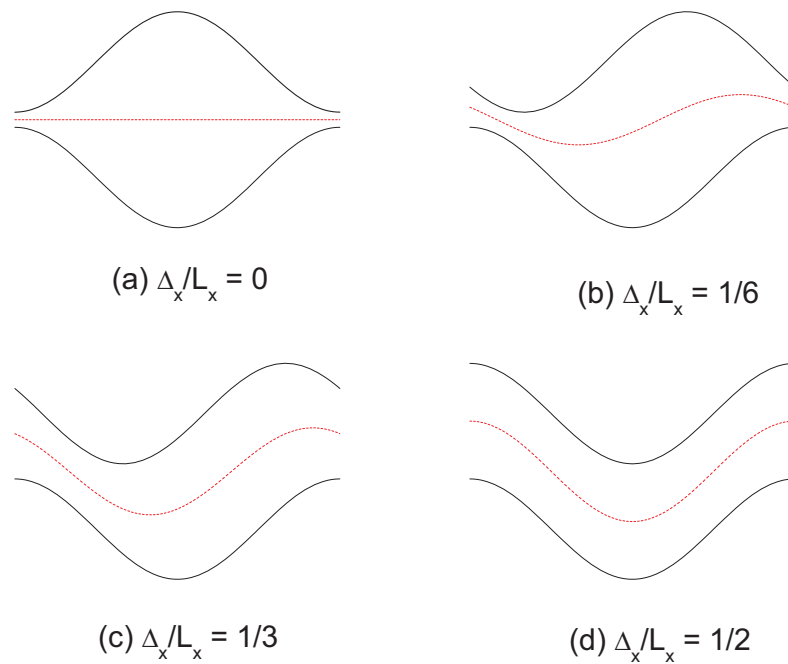 (a) Δₓ/Lₓ = 0
(b) Δₓ/Lₓ = 1/6
(c) Δₓ/Lₓ = 1/3
(d) Δₓ/Lₓ = 1/2